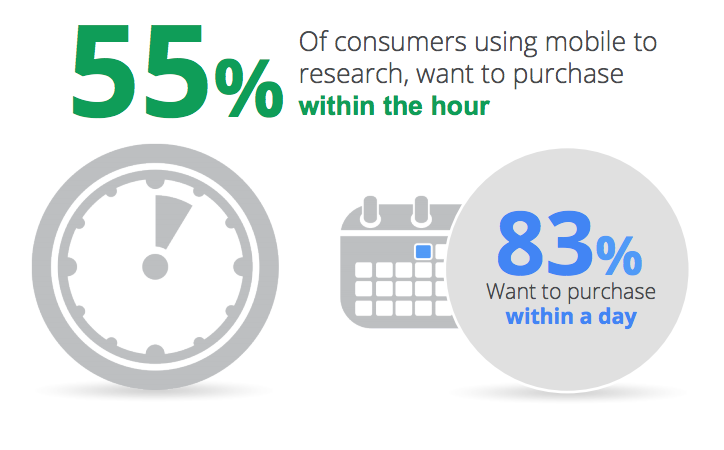 55%
Of consumers using mobile to
research, want to purchase
within the hour
83%
Want to purchase
within a day